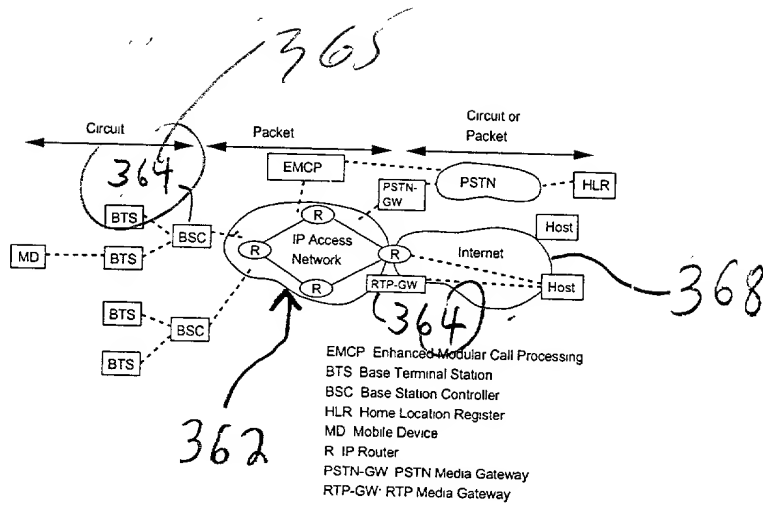 365
Circuit
Packet
Circuit or
Packet
364
EMCP
PSTN-
GW
PSTN
HLR
BTS
R
BSC
IP Access
Network
R
R
Internet
Host
MD
BTS
R
RTP-GW
Host
368
364
BTS
BSC
BTS
362
EMCP Enhanced Modular Call Processing
BTS Base Terminal Station
BSC Base Station Controller
HLR Home Location Register
MD Mobile Device
R IP Router
PSTN-GW PSTN Media Gateway
RTP-GW· RTP Media Gateway